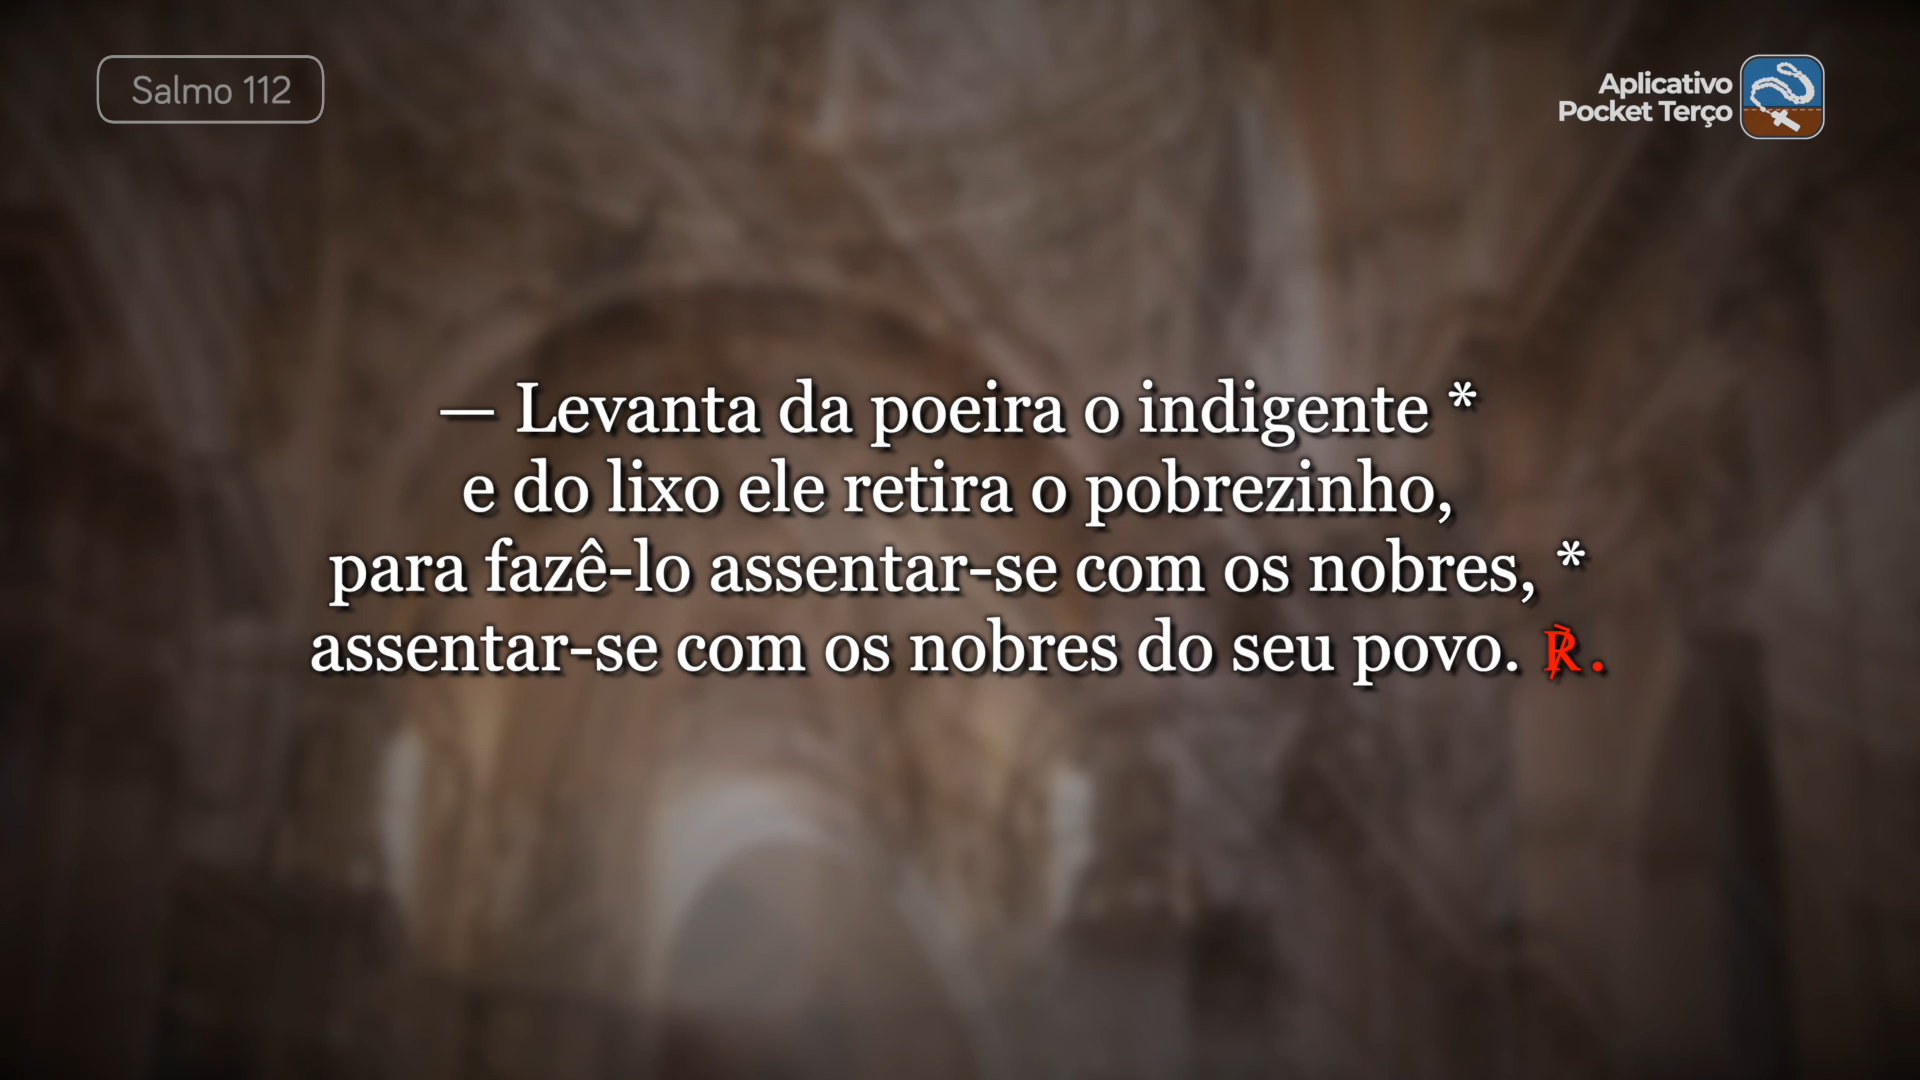 Salmo 112
Aplicativo
Pocket Terço
— Levanta da poeira o indigente *
e do lixo ele retira o pobrezinho,
para fazê-lo assentar-se com os nobres, *
assentar-se com os nobres do seu povo. ℟.